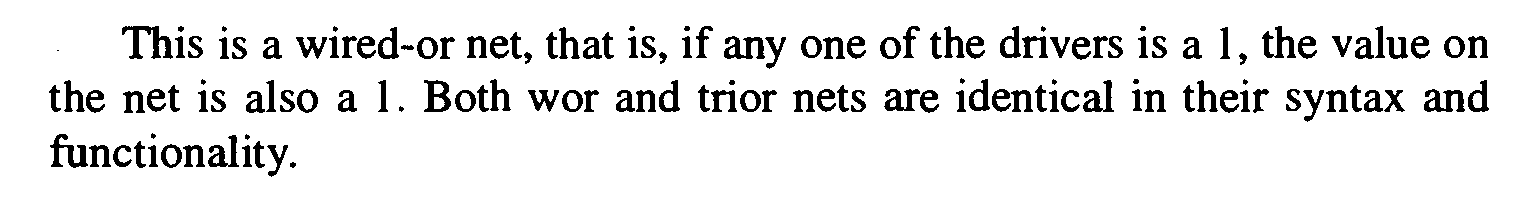 This is a wired-or net, that is, if any one of the drivers is a 1, the value on
the net is also a 1. Both wor and trior nets are identical in their syntax and
functionality.